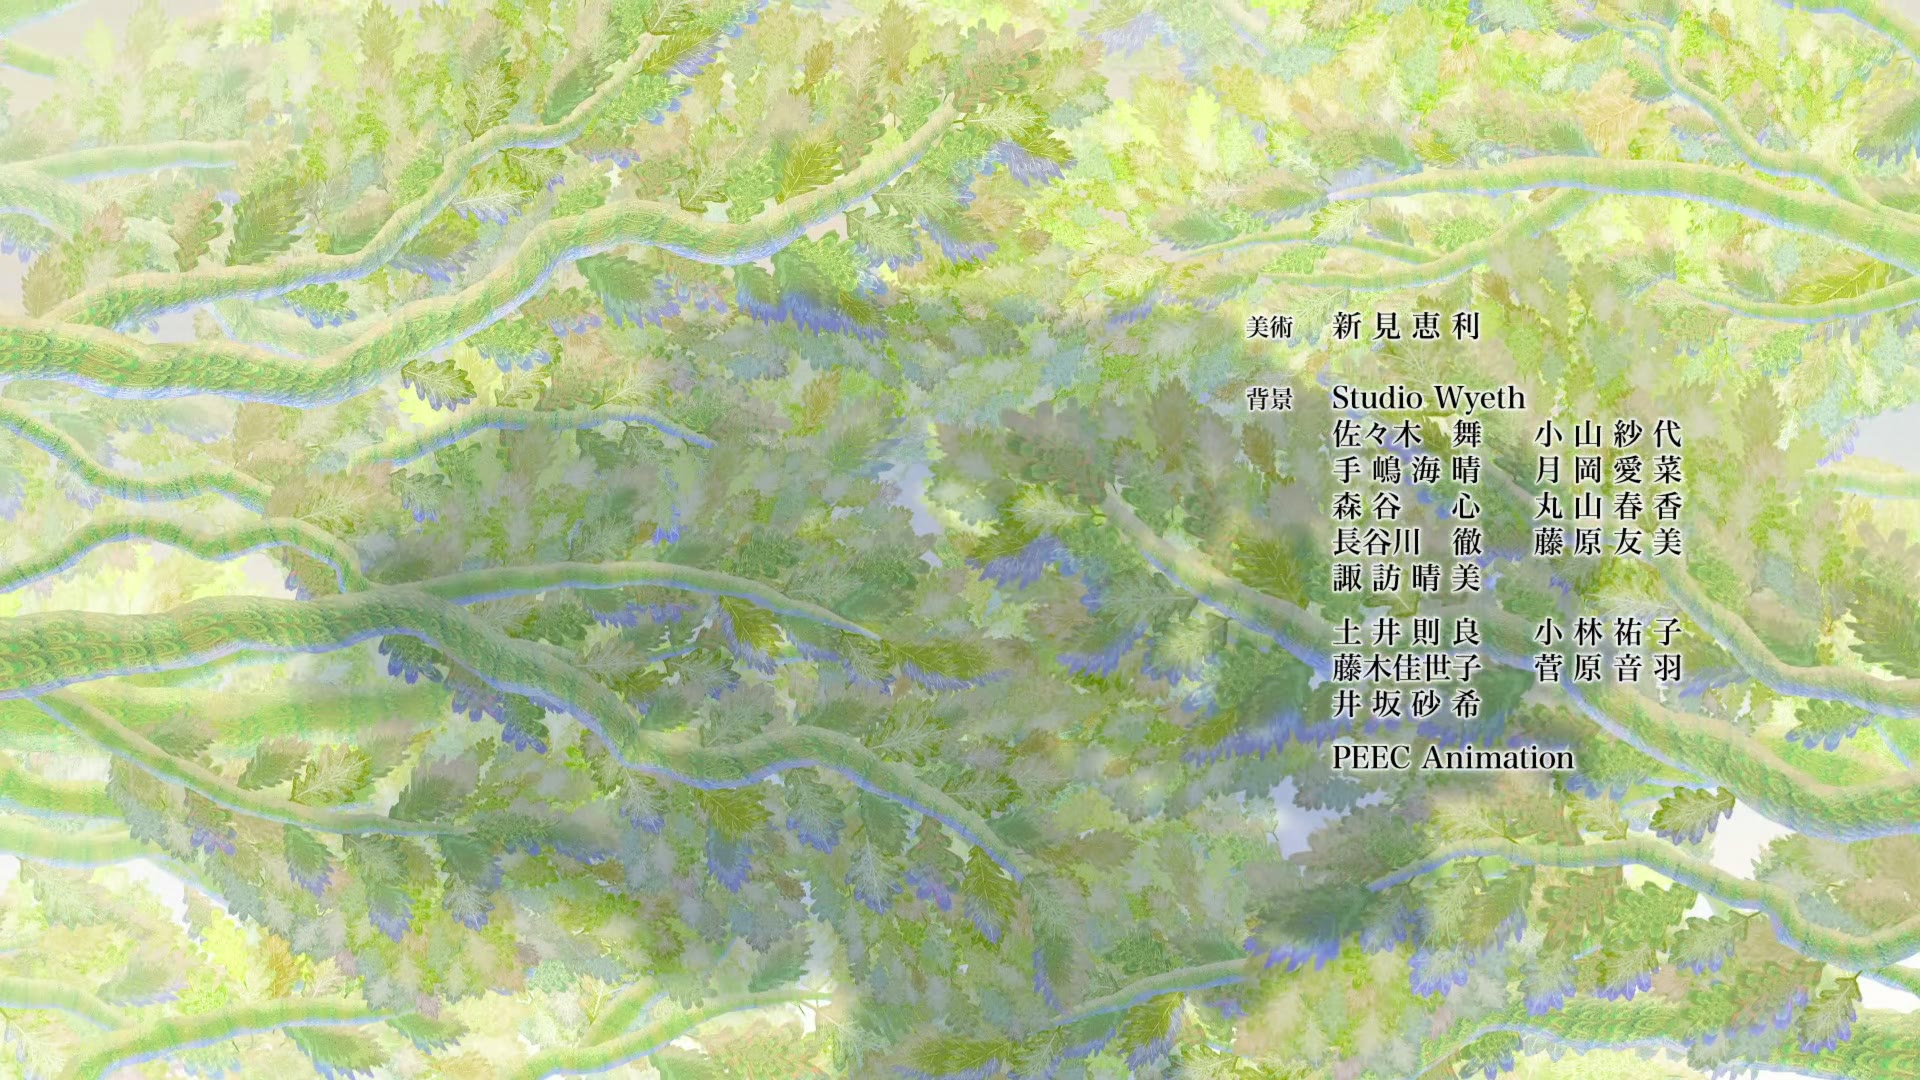 美術 新見恵利
背景 Studio Wyeth
佐々木 舞 小山紗代
手嶋海晴 月岡愛菜
森谷 心 丸山春香
長谷川 徹 藤原友美
諏訪晴美
土井則良 小林祐子
藤木佳世子 菅原音羽
井坂砂希
PEEC Animation